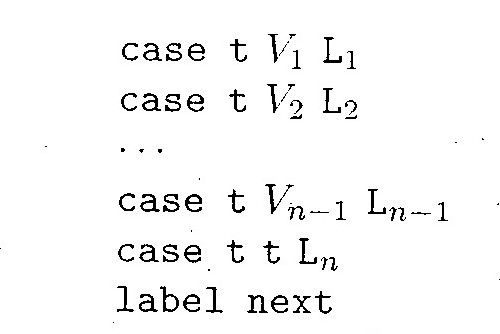 case t V₁ L₁
case t V₂ L₂
...
case t Vₙ₋₁ Lₙ₋₁
case t t Lₙ
label next